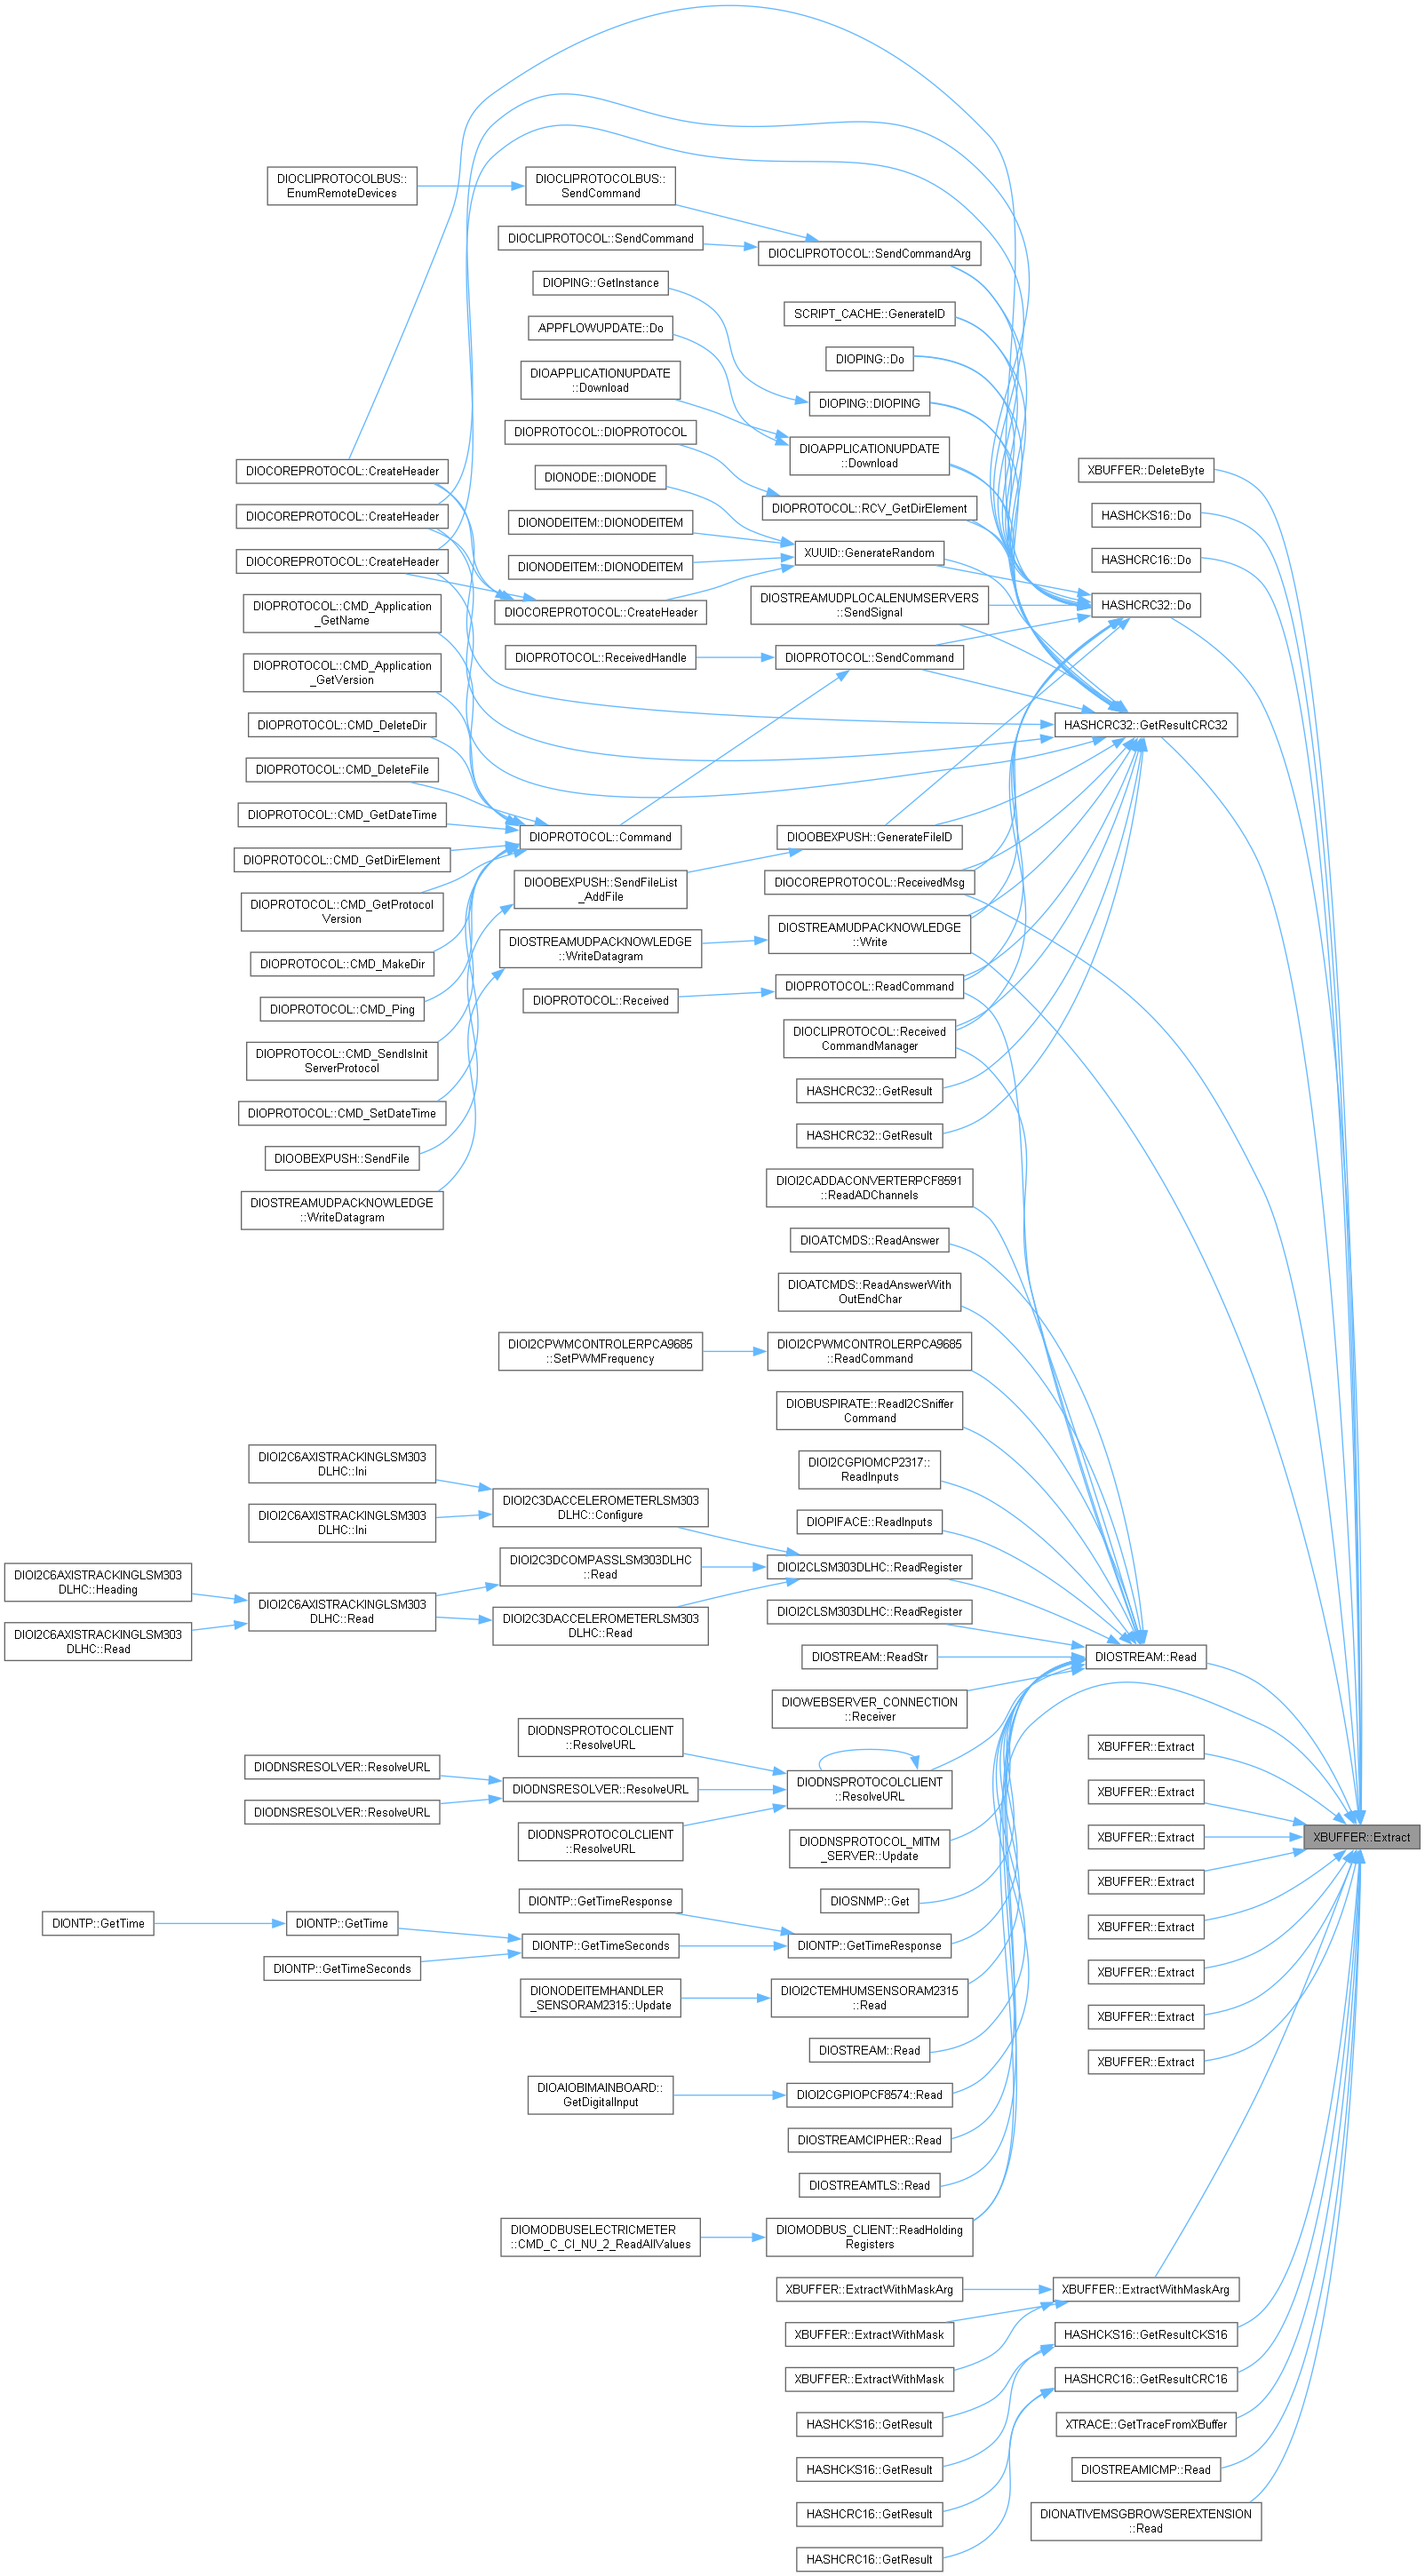 DIOCLIPROTOCOLBUS::
EnumRemoteDevices
DIOCLIPROTOCOLBUS::
SendCommand
DIOCLIPROTOCOL::SendCommand
DIOCLIPROTOCOL::SendCommandArg
DIOPING::GetInstance
SCRIPT_CACHE::GenerateID
APPFLOWUPDATE::Do
DIOPING::Do
DIOAPPLICATIONUPDATE
::Download
DIOPING::DIOPING
DIOPROTOCOL::DIOPROTOCOL
DIOAPPLICATIONUPDATE
::Download
DIOCOREPROTOCOL::CreateHeader
DIONODE::DIONODE
DIOPROTOCOL::RCV_GetDirElement
XBUFFER::DeleteByte
DIOCOREPROTOCOL::CreateHeader
DIONODEITEM::DIONODEITEM
XUUID::GenerateRandom
HASHCKS16::Do
DIOCOREPROTOCOL::CreateHeader
DIONODEITEM::DIONODEITEM
HASHCRC16::Do
DIOPROTOCOL::CMD_Application
_GetName
DIOCOREPROTOCOL::CreateHeader
DIOSTREAMUDPLOCALENUMSERVERS
::SendSignal
HASHCRC32::Do
DIOPROTOCOL::CMD_Application
_GetVersion
DIOPROTOCOL::ReceivedHandle
DIOPROTOCOL::SendCommand
DIOPROTOCOL::CMD_DeleteDir
HASHCRC32::GetResultCRC32
DIOPROTOCOL::CMD_DeleteFile
DIOPROTOCOL::CMD_GetDateTime
DIOPROTOCOL::Command
DIOOBEXPUSH::GenerateFileID
DIOPROTOCOL::CMD_GetDirElement
DIOOBEXPUSH::SendFileList
_AddFile
DIOCOREPROTOCOL::ReceivedMsg
DIOPROTOCOL::CMD_GetProtocol
Version
DIOSTREAMUDPACKNOWLEDGE
::WriteDatagram
DIOSTREAMUDPACKNOWLEDGE
::Write
DIOPROTOCOL::CMD_MakeDir
DIOPROTOCOL::Received
DIOPROTOCOL::ReadCommand
DIOPROTOCOL::CMD_Ping
DIOCLIPROTOCOL::Received
CommandManager
DIOPROTOCOL::CMD_SendIsInit
ServerProtocol
HASHCRC32::GetResult
DIOPROTOCOL::CMD_SetDateTime
HASHCRC32::GetResult
DIOOBEXPUSH::SendFile
DIOSTREAMUDPACKNOWLEDGE
::WriteDatagram
DIOI2CADDACONVERTERPCF8591
::ReadADChannels
DIOATCMDS::ReadAnswer
DIOATCMDS::ReadAnswerWith
OutEndChar
DIOI2CPWMCONTROLERPCA9685
::SetPWMFrequency
DIOI2CPWMCONTROLERPCA9685
::ReadCommand
DIOBUSPIRATE::ReadI2CSniffer
Command
DIOI2C6AXISTRACKINGLSM303
DLHC::Ini
DIOI2CGPIOMCP2317::
ReadInputs
DIOI2C6AXISTRACKINGLSM303
DLHC::Ini
DIOI2C3DACCELEROMETERLSM303
DLHC::Configure
DIOPIFACE::ReadInputs
DIOI2C6AXISTRACKINGLSM303
DLHC::Heading
DIOI2C3DCOMPASSLSM303DLHC
::Read
DIOI2CLSM303DLHC::ReadRegister
DIOI2C6AXISTRACKINGLSM303
DLHC::Read
DIOI2C6AXISTRACKINGLSM303
DLHC::Read
DIOI2C3DACCELEROMETERLSM303
DLHC::Read
DIOI2CLSM303DLHC::ReadRegister
DIOSTREAM::ReadStr
DIOSTREAM::Read
DIOWEBSERVER_CONNECTION
::Receiver
DIODNSPROTOCOLCLIENT
::ResolveURL
XBUFFER::Extract
DIODNSRESOLVER::ResolveURL
DIODNSRESOLVER::ResolveURL
DIODNSPROTOCOLCLIENT
::ResolveURL
XBUFFER::Extract
DIODNSRESOLVER::ResolveURL
DIODNSPROTOCOLCLIENT
::ResolveURL
DIODNSPROTOCOL_MITM
_SERVER::Update
XBUFFER::Extract
XBUFFER::Extract
XBUFFER::Extract
DIONTP::GetTimeResponse
DIOSNMP::Get
XBUFFER::Extract
DIONTP::GetTime
DIONTP::GetTime
DIONTP::GetTimeSeconds
DIONTP::GetTimeResponse
DIONTP::GetTimeSeconds
XBUFFER::Extract
DIONODEITEMHANDLER
_SENSORAM2315::Update
DIOI2CTEMHUMSENSORAM2315
::Read
XBUFFER::Extract
DIOSTREAM::Read
XBUFFER::Extract
DIOAIOBIMAINBOARD::
GetDigitalInput
DIOI2CGPIOPCF8574::Read
DIOSTREAMCIPHER::Read
DIOSTREAMTLS::Read
DIOMODBUSELECTRICMETER
::CMD_C_CI_NU_2_ReadAllValues
DIOMODBUS_CLIENT::ReadHolding
Registers
XBUFFER::ExtractWithMaskArg
XBUFFER::ExtractWithMaskArg
XBUFFER::ExtractWithMask
HASHCKS16::GetResultCKS16
XBUFFER::ExtractWithMask
HASHCRC16::GetResultCRC16
HASHCKS16::GetResult
XTRACE::GetTraceFromXBuffer
HASHCKS16::GetResult
DIOSTREAMICMP::Read
HASHCRC16::GetResult
DIONATIVEMSGBROWSEREXTENSION
::Read
HASHCRC16::GetResult